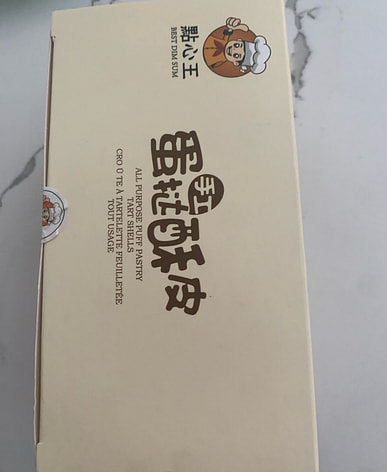 點心王
BEST DIM SUM
手工
蛋撻酥皮
ALL PURPOSE PUFF PASTRY
TART SHELLS
CRO Û TE À TARTELETTE FEUILLETÉE
TOUT USAGE